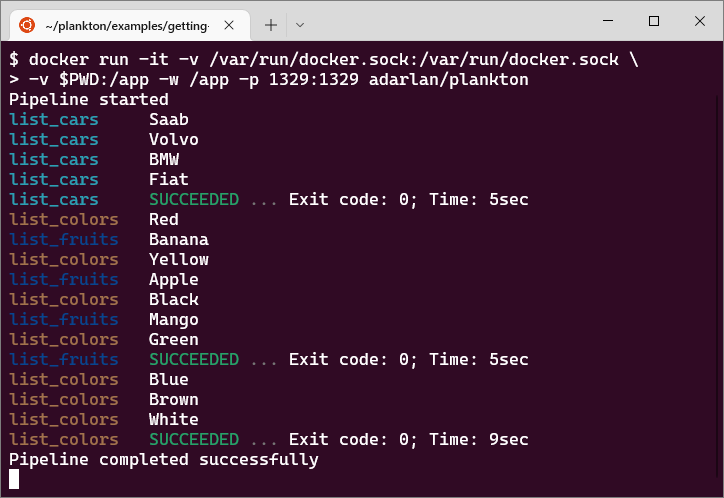 ~/plankton/examples/getting-
$ docker run -it -v /var/run/docker.sock:/var/run/docker.sock \
> -v $PWD:/app -w /app -p 1329:1329 adarlan/plankton
Pipeline started
list_cars     Saab
list_cars     Volvo
list_cars     BMW
list_cars     Fiat
list_cars     SUCCEEDED ... Exit code: 0; Time: 5sec
list_colors   Red
list_fruits   Banana
list_colors   Yellow
list_fruits   Apple
list_colors   Black
list_fruits   Mango
list_colors   Green
list_fruits   SUCCEEDED ... Exit code: 0; Time: 5sec
list_colors   Blue
list_colors   Brown
list_colors   White
list_colors   SUCCEEDED ... Exit code: 0; Time: 9sec
Pipeline completed successfully